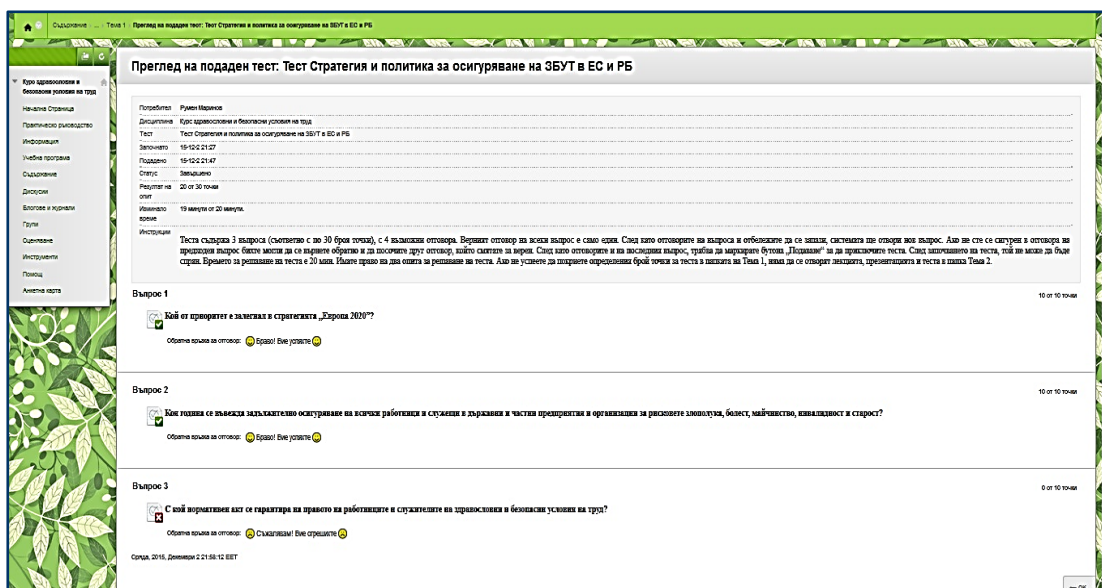 Съдържание ... Тема 1 Преглед на подаден тест: Тест Стратегия и политика за осигуряване на ЗБУТ в ЕС и РБ
Преглед на подаден тест: Тест Стратегия и политика за осигуряване на ЗБУТ в ЕС и РБ
Курс здравословни и
безопасни условия на труд
Начална Страница
Практическо ръководство
Информация
Учебна програма
Съдържание
Дискусии
Блогове и журнали
Групи
Оценяване
Инструменти
Помощ
Анкетна карта
Потребител Румен Маринов
Дисциплина Курс здравословни и безопасни условия на труд
Тест Тест Стратегия и политика за осигуряване на ЗБУТ в ЕС и РБ
Започнато 15-12-2 21:27
Подадено 15-12-2 21:47
Статус Завършено
Резултат на опит 20 от 30 точки
Изминало време 19 минути от 20 минути.
Инструкции
Теста съдържа 3 въпроса (съответно с по 30 броя точки), с 4 възможни отговора. Верният отговор на всеки въпрос е само един. След като отговорите на въпроса и отбележите да се запази, системата ще отвори нов въпрос. Ако не сте се сигурен в отговора на
предходен въпрос бихте могли да се върнете обратно и да посочите друг отговор, който смятате за верен. След като отговорите и на последния въпрос, трябва да маркирате бутона „Подаване“ за да приключите теста. След започването на теста, той не може да бъде
спрян. Времето за решаване на теста е 20 мин. Имате право на два опита за решаване на теста. Ако не успеете да покриете определения брой точки за теста в папката на Тема 1, няма да се отворят лекцията, презентацията и теста в папка Тема 2.
Въпрос 1 10 от 10 точки
Кой от приоритет е залегнал в стратегията „Европа 2020”?
Обратна връзка за отговор: Браво! Вие успяхте
Въпрос 2 10 от 10 точки
Коя година се въвежда задължително осигуряване на всички работници и служещи в държавни и частни предприятия и организации за рисковете злополука, болест, майчинство, инвалидност и старост?
Обратна връзка за отговор: Браво! Вие успяхте
Въпрос 3 0 от 10 точки
С кой нормативен акт се гарантира на правото на работниците и служителите на здравословни и безопасни условия на труд?
Обратна връзка за отговор: Съжалявам! Вие сгрешихте
Сряда, 2015, Декември 2 21:58:12 EET
← ОК